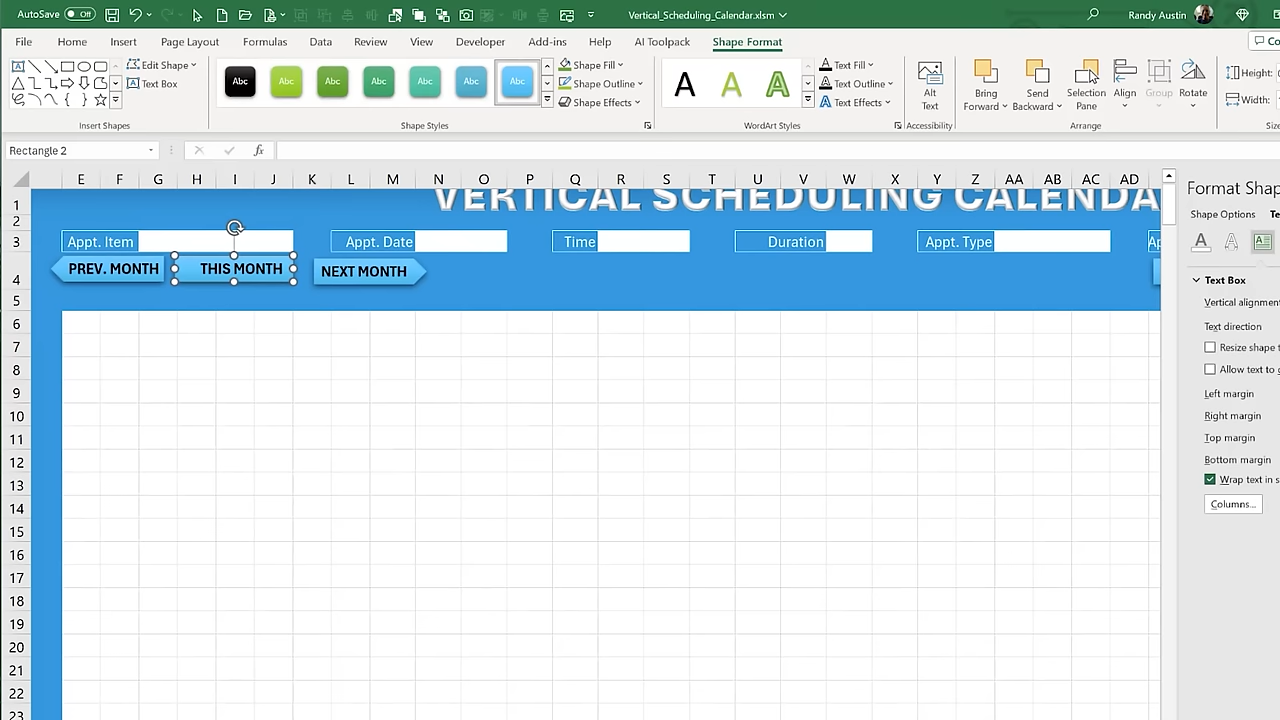 AutoSave Off Vertical_Scheduling_Calendar.xlsm Randy Austin
File Home Insert Page Layout Formulas Data Review View Developer Add-ins Help AI Toolpack Shape Format Co
Edit Shape
Text Box
Insert Shapes
Abc Abc Abc Abc Abc Abc Abc
Shape Fill
Shape Outline
Shape Effects
Shape Styles
A A A
Text Fill
Text Outline
Text Effects
WordArt Styles
Alt Text
Accessibility
Bring Forward
Send Backward
Selection Pane
Align
Group
Rotate
Arrange
Height:
Width:
Siz
Rectangle 2 fx
E F G H I J K L M N O P Q R S T U V W X Y Z AA AB AC AD
1 VERTICAL SCHEDULING CALENDA
2
3 Appt. Item Appt. Date Time Duration Appt. Type Ap
4 PREV. MONTH THIS MONTH NEXT MONTH
5
6
7
8
9
10
11
12
13
14
15
16
17
18
19
20
21
22
23
Format Shap
Shape Options Te
Text Box
Vertical alignmen
Text direction
Resize shape t
Allow text to o
Left margin
Right margin
Top margin
Bottom margin
Wrap text in s
Columns...